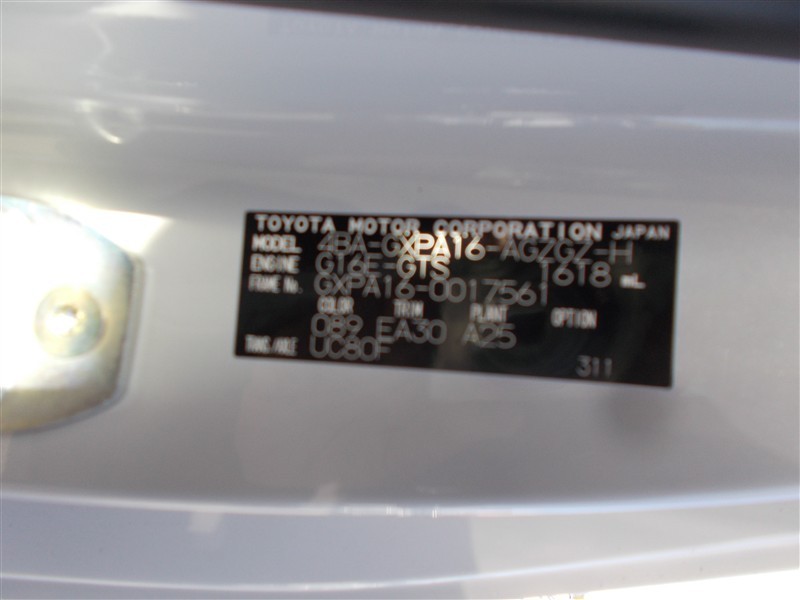 TOYOTA MOTOR CORPORATION JAPAN
MODEL 4BA-GXPA16-AGZGZ-H
ENGINE G16E-GTS 1618 mL
FRAME No. GXPA16-0017561
COLOR TRIM PLANT OPTION
089 EA30 A25
TRANS/AXLE UC80F 311